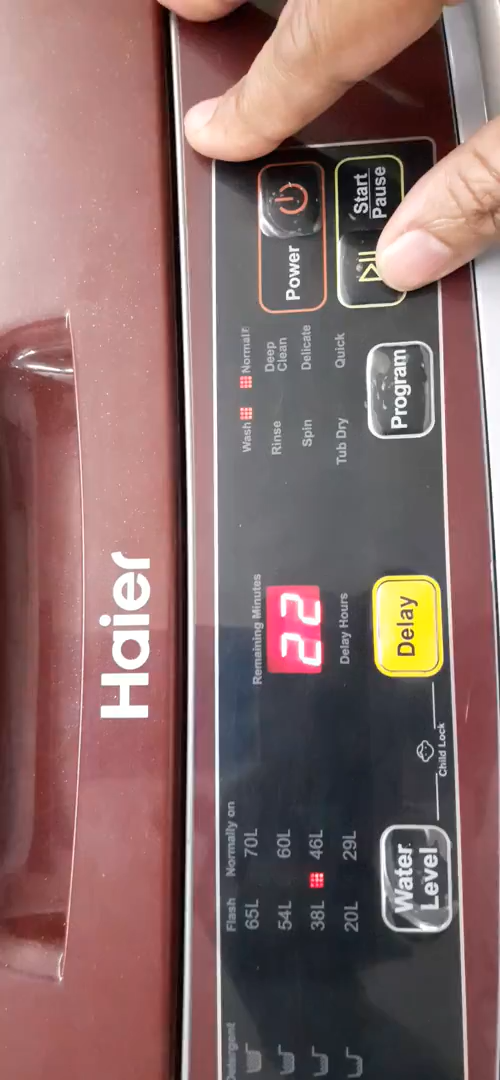 Haier
Detergent
Flash Normally on
65L 70L
54L 60L
38L 46L
20L 29L
Water
Level
Child Lock
Remaining Minutes
22
Delay Hours
Delay
Wash Normal
Rinse Deep
Clean
Spin Delicate
Tub Dry Quick
Program
Power
Start
Pause